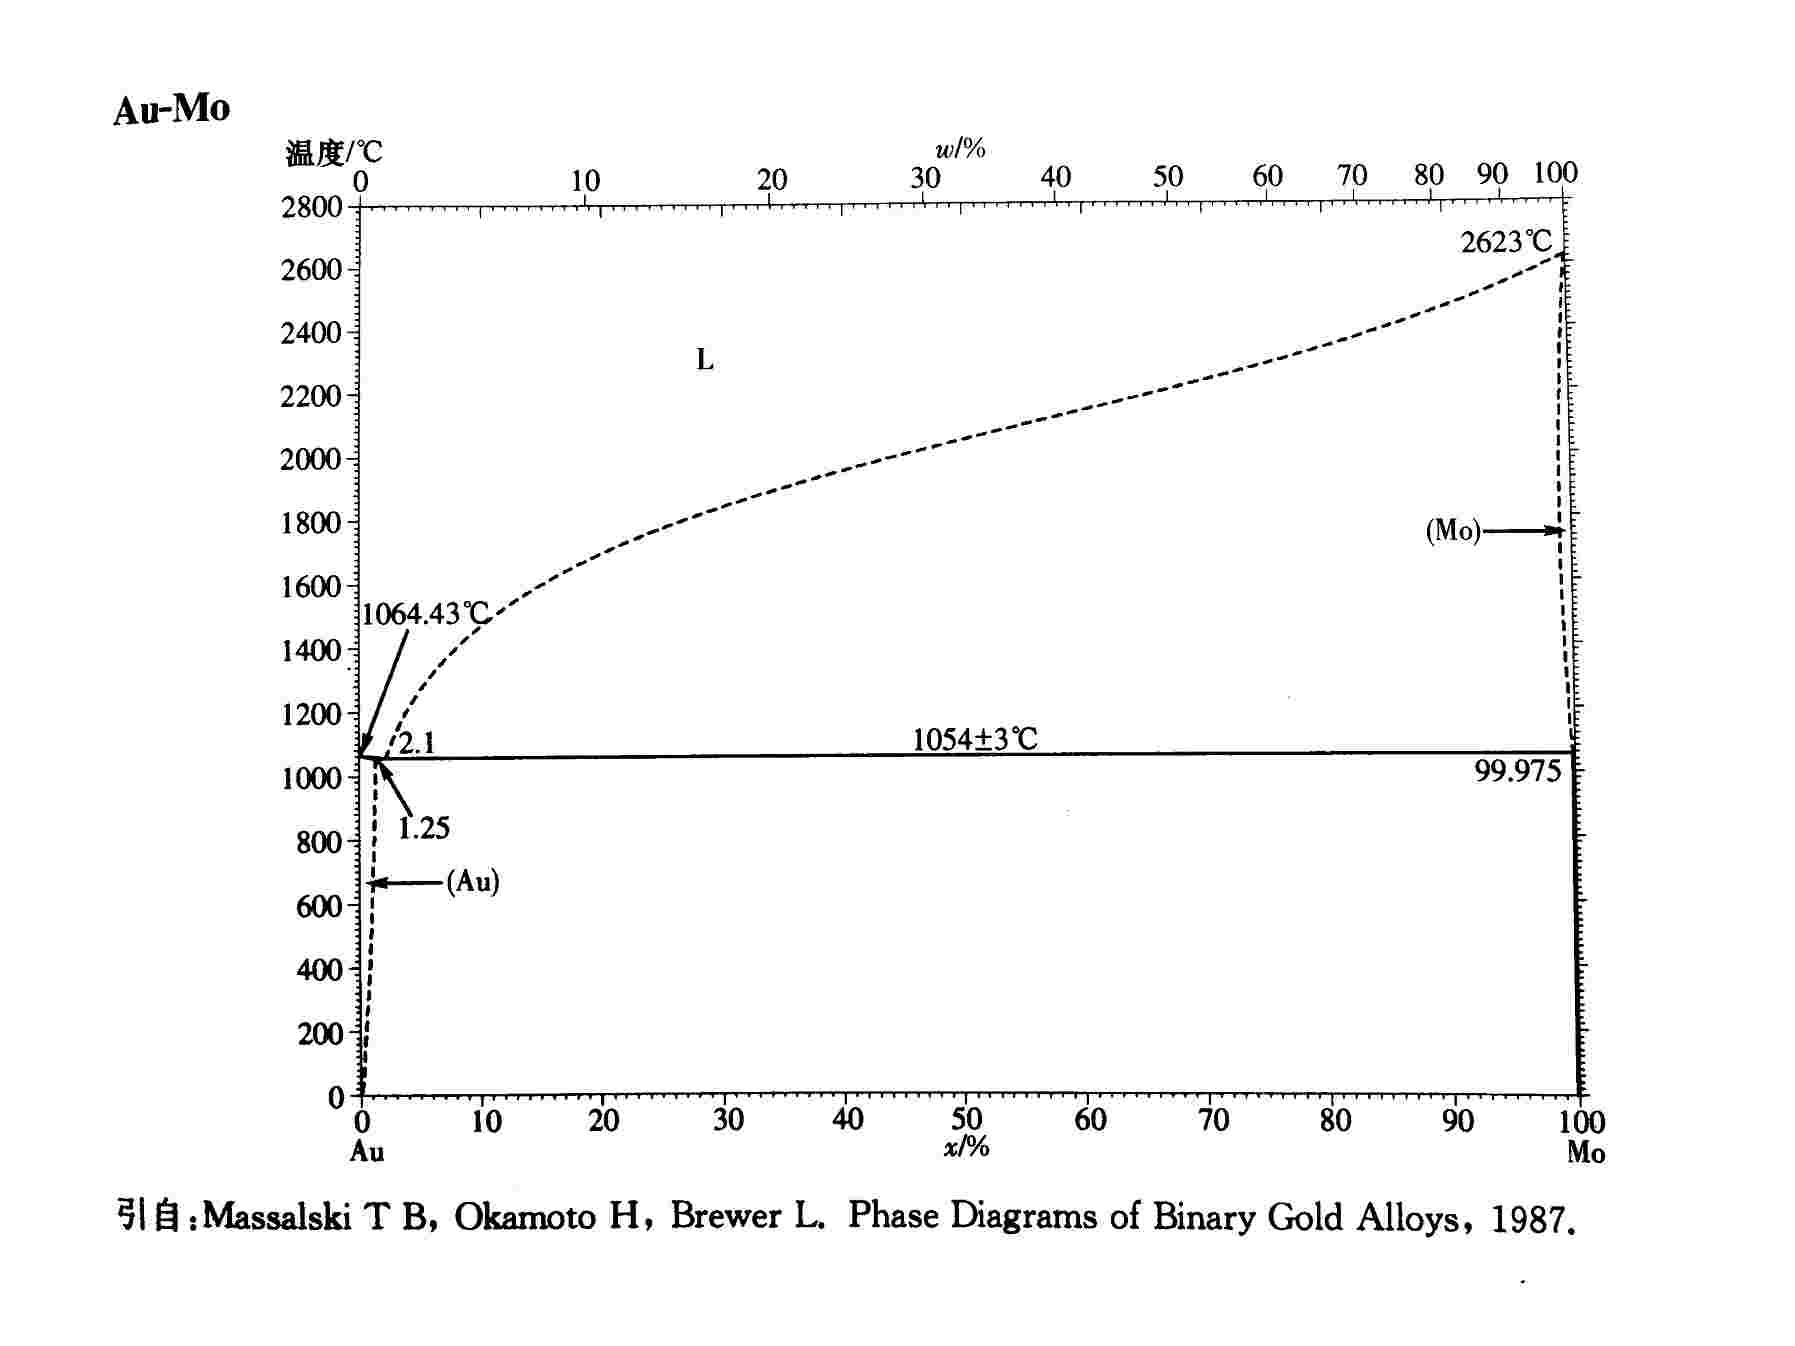 Au-Mo
温度/℃
w/%
0 10 20 30 40 50 60 70 80 90 100
2800
2623℃
2600
2400
L
2200
2000
1800
(Mo)
1600
1064.43℃
1400
1200
2.1
1054±3℃
1000
99.975
1.25
800
(Au)
600
400
200
0
0 10 20 30 40 50 60 70 80 90 100
Au
x/%
Mo
引自:Massalski T B, Okamoto H, Brewer L. Phase Diagrams of Binary Gold Alloys, 1987.